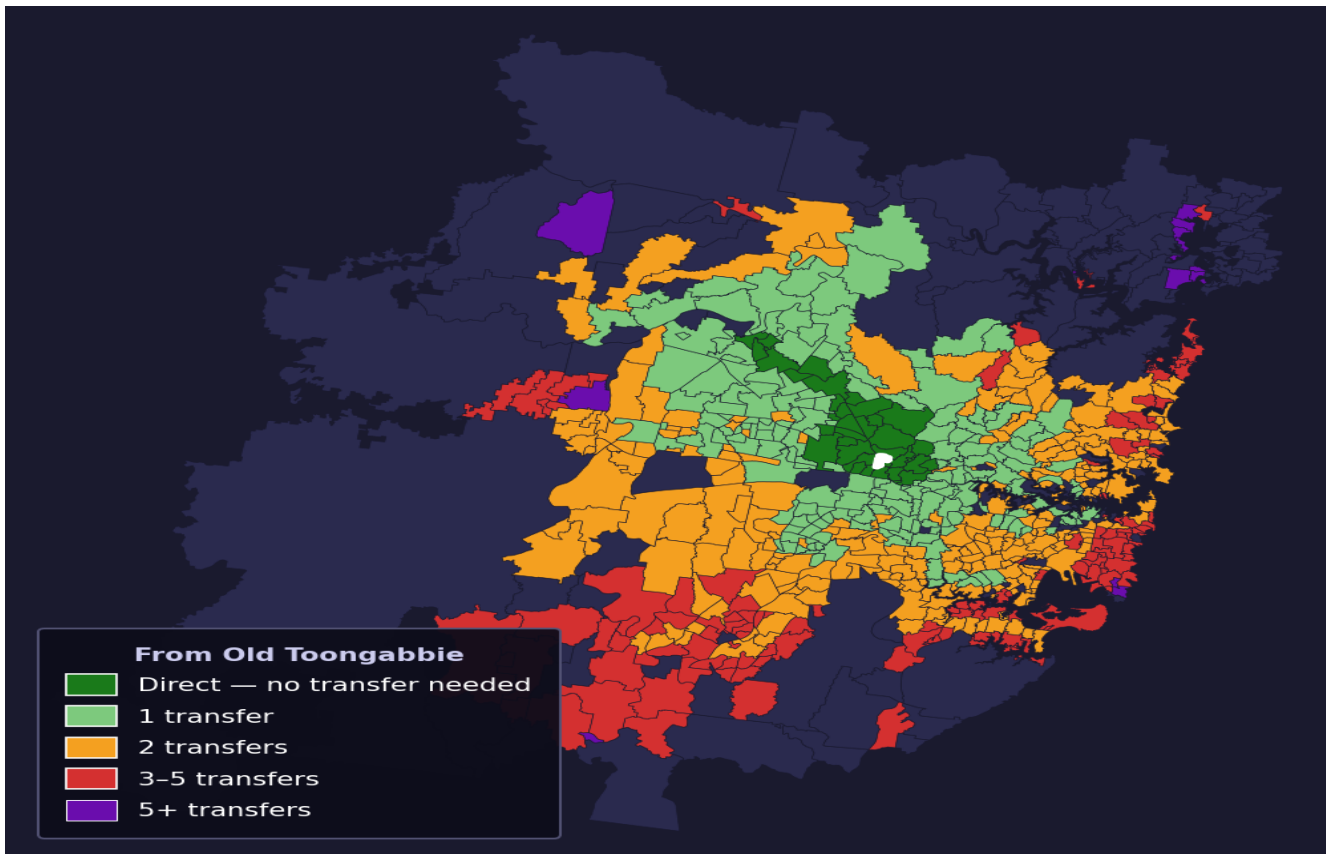 From Old Toongabbie
Direct — no transfer needed
1 transfer
2 transfers
3–5 transfers
5+ transfers